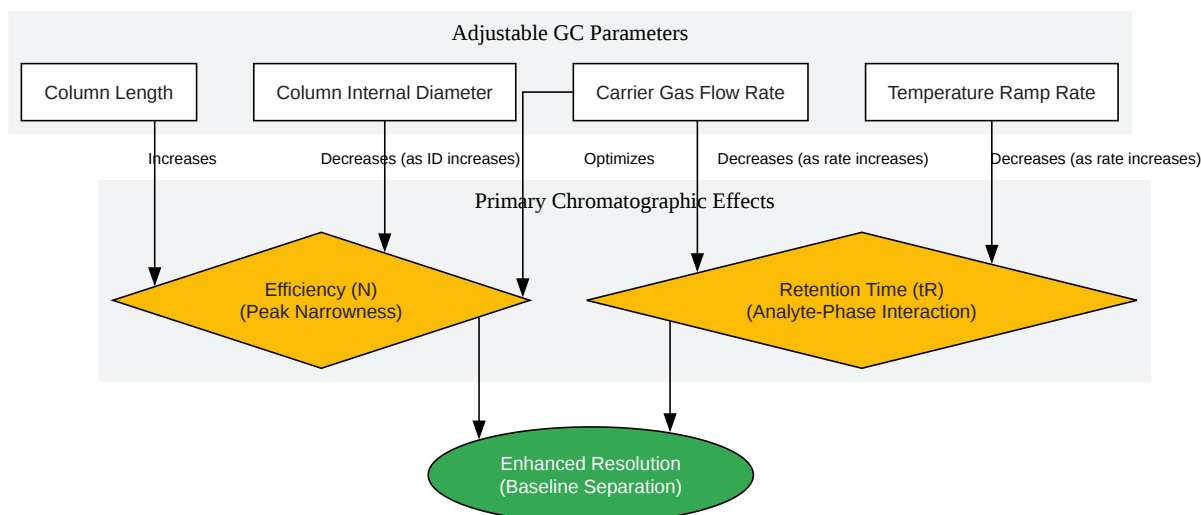 Adjustable GC Parameters
Column Length
Column Internal Diameter
Carrier Gas Flow Rate
Temperature Ramp Rate
Increases
Decreases (as ID increases)
Optimizes
Decreases (as rate increases)
Decreases (as rate increases)
Primary Chromatographic Effects
Efficiency (N)
(Peak Narrowness)
Retention Time (tR)
(Analyte-Phase Interaction)
Enhanced Resolution
(Baseline Separation)